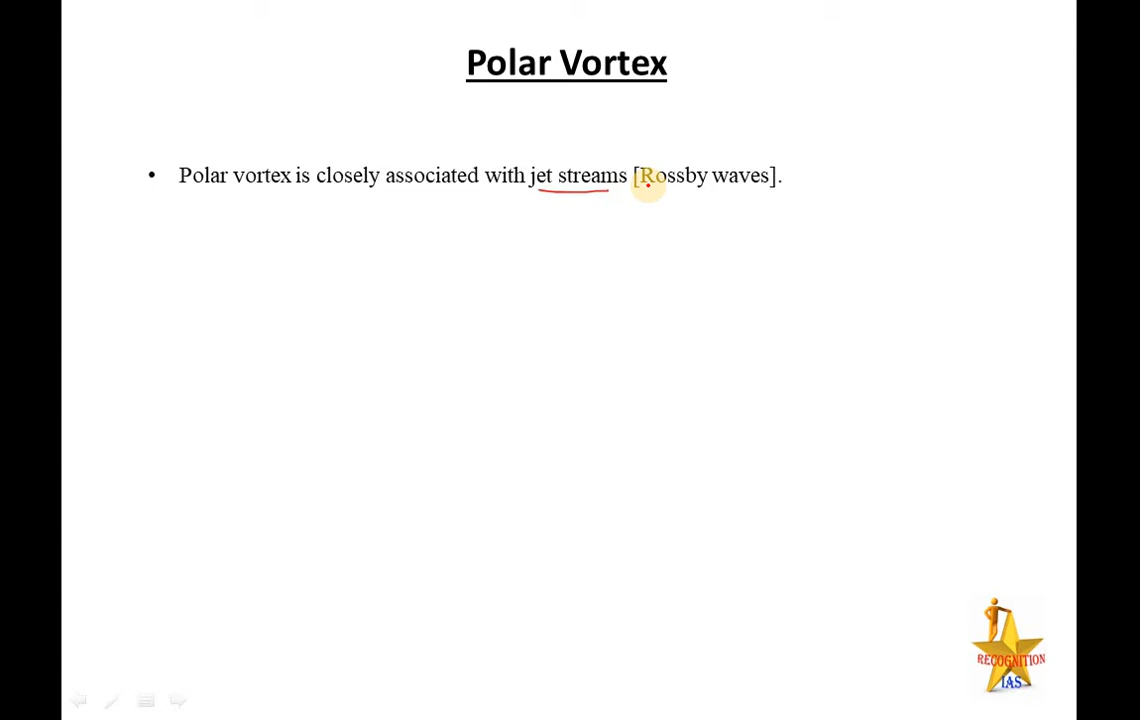 Polar Vortex
• Polar vortex is closely associated with jet streams [Rossby waves].
RECOGNITION
IAS